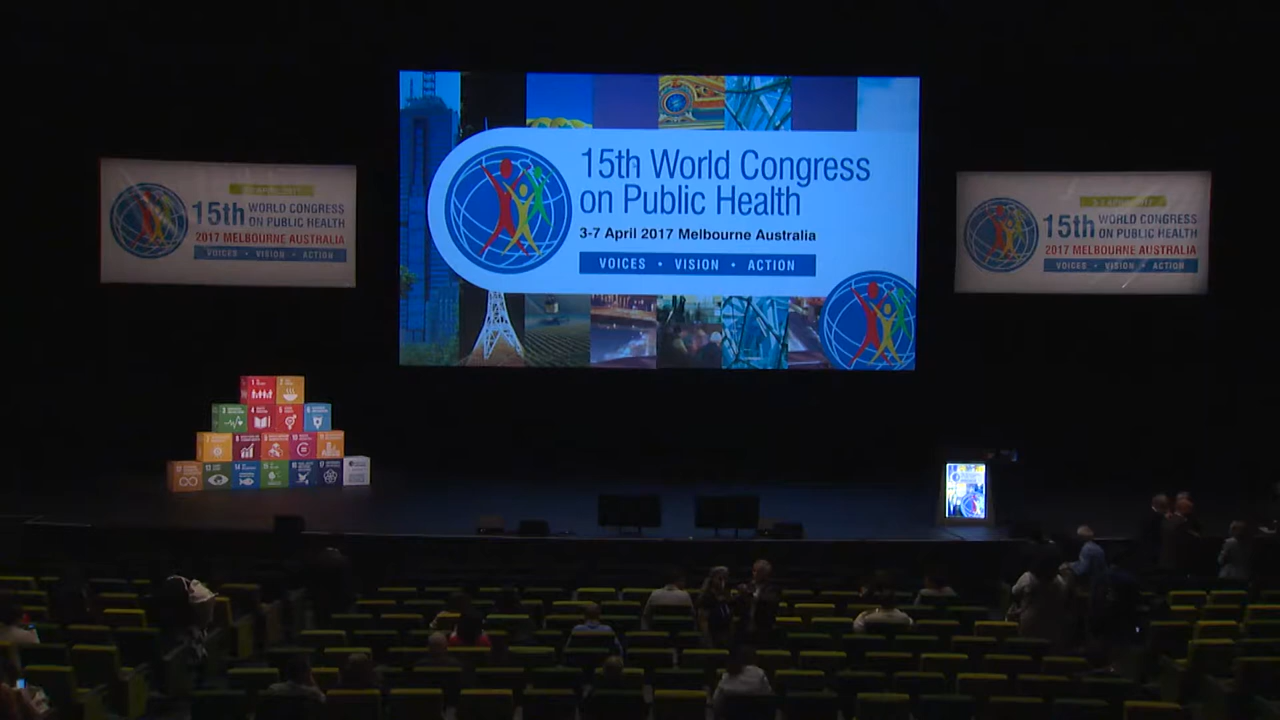 15th World Congress
on Public Health
3-7 April 2017 Melbourne Australia
VOICES • VISION • ACTION
15th WORLD CONGRESS
ON PUBLIC HEALTH
2017 MELBOURNE AUSTRALIA
VOICES • VISION • ACTION
15th WORLD CONGRESS
ON PUBLIC HEALTH
2017 MELBOURNE AUSTRALIA
VOICES • VISION • ACTION